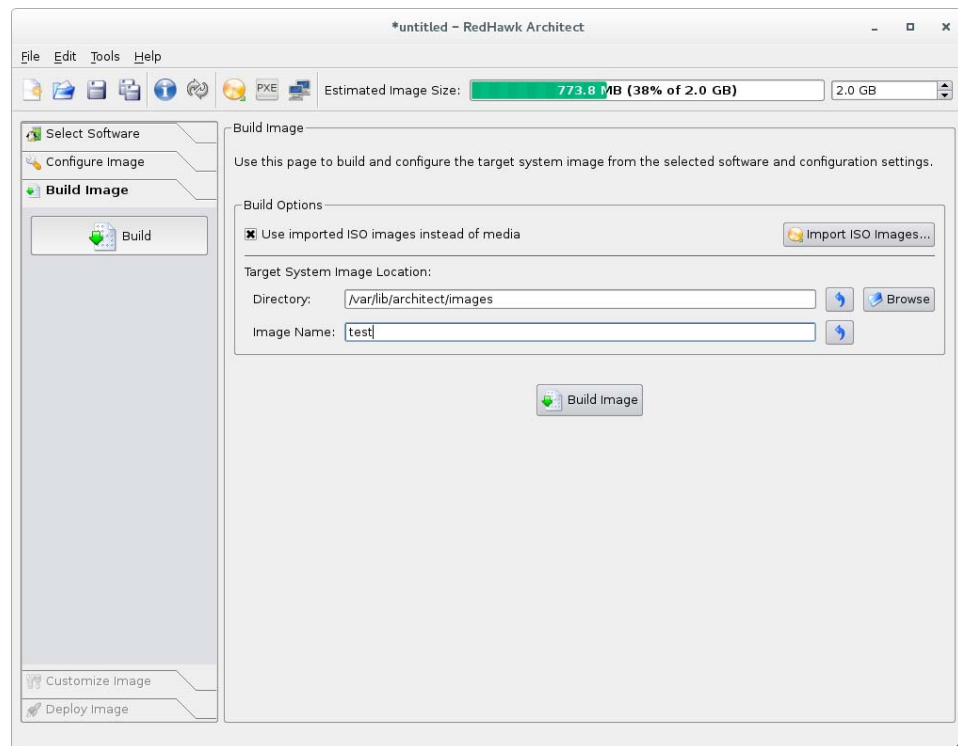 *untitled – RedHawk Architect
File Edit Tools Help
PXE Estimated Image Size: 773.8 MB (38% of 2.0 GB) 2.0 GB
Select Software
Configure Image
Build Image
Build
Build Image
Use this page to build and configure the target system image from the selected software and configuration settings.
Build Options
Use imported ISO images instead of media
Import ISO Images...
Target System Image Location:
Directory: /var/lib/architect/images Browse
Image Name: test
Build Image
Customize Image
Deploy Image